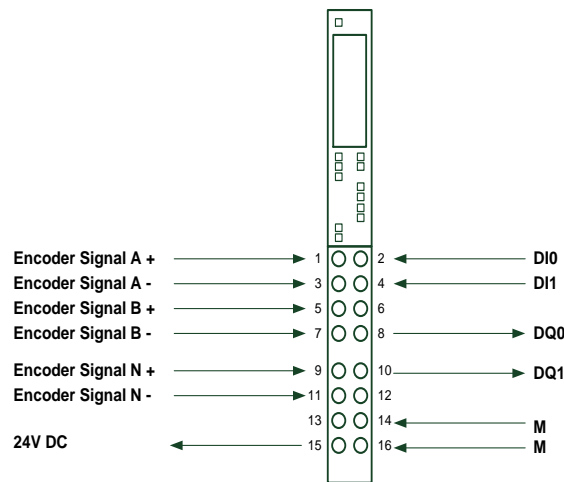 Encoder Signal A + 1 2 DI0
Encoder Signal A - 3 4 DI1
Encoder Signal B + 5 6
Encoder Signal B - 7 8 DQ0
Encoder Signal N + 9 10 DQ1
Encoder Signal N - 11 12
13 14 M
24V DC 15 16 M